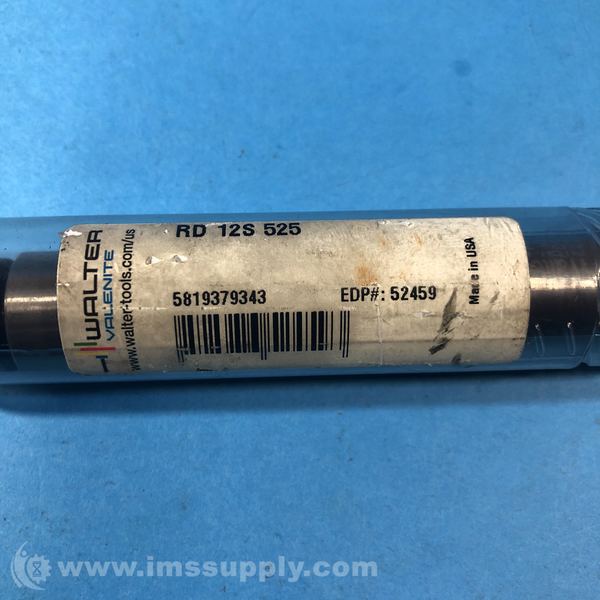 RD 12S 525
5819379343
EDP#: 52459
Made in USA
WALTER
VALENITE
www.walter-tools.com/us
www.imssupply.com